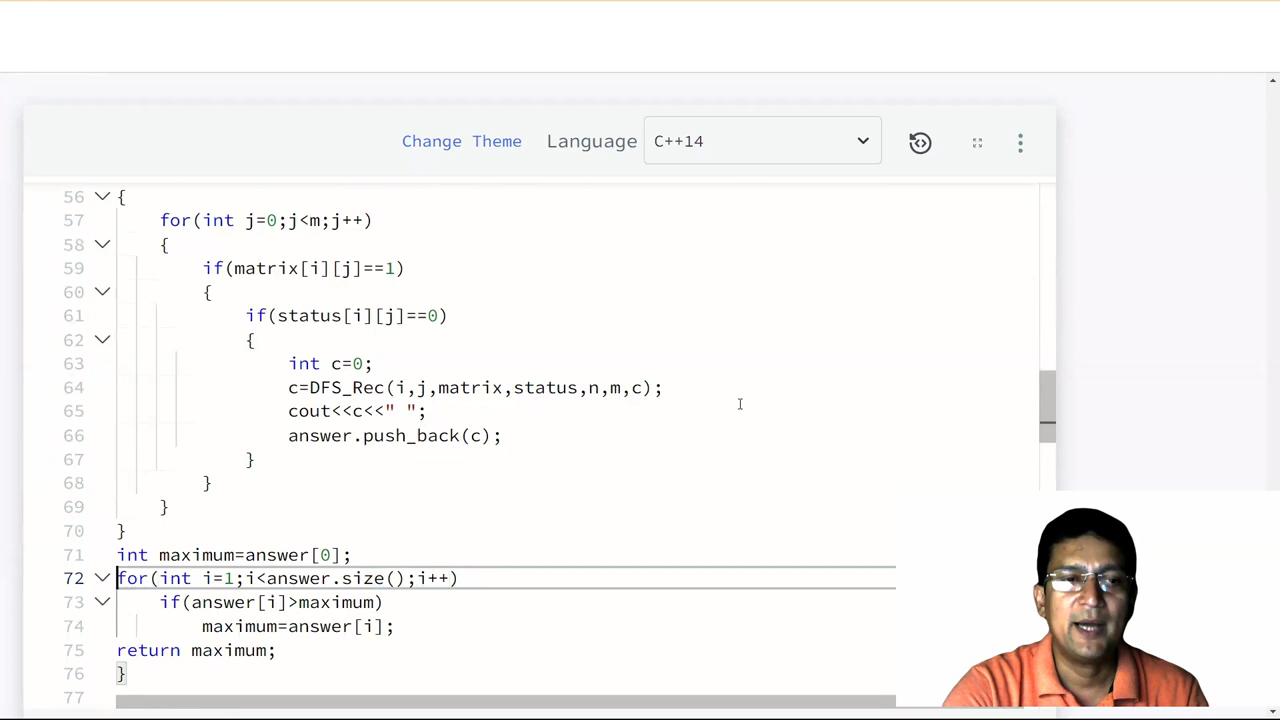 Change Theme Language C++14
56 {
57 for(int j=0;j<m;j++)
58 {
59 if(matrix[i][j]==1)
60 {
61 if(status[i][j]==0)
62 {
63 int c=0;
64 c=DFS_Rec(i,j,matrix,status,n,m,c);
65 cout<<c<<" ";
66 answer.push_back(c);
67 }
68 }
69 }
70 }
71 int maximum=answer[0];
72 for(int i=1;i<answer.size();i++)
73 if(answer[i]>maximum)
74 maximum=answer[i];
75 return maximum;
76 }
77